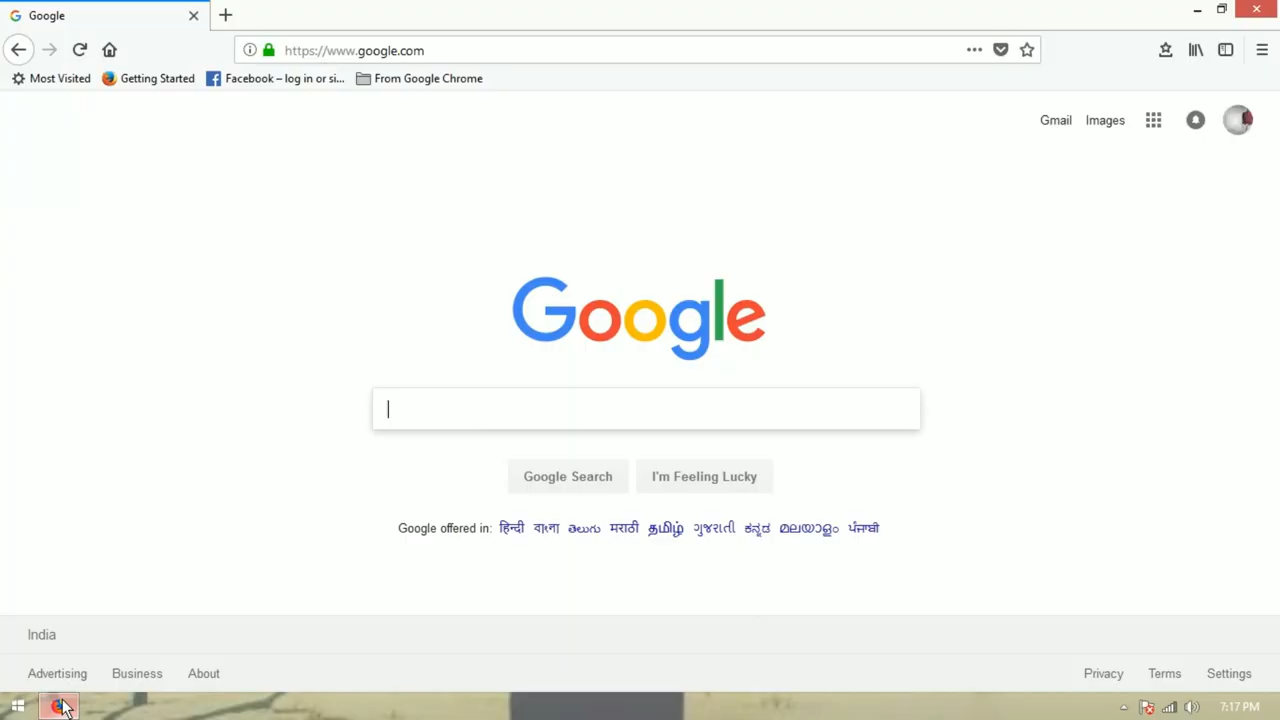 Google
https://www.google.com
Most Visited Getting Started Facebook – log in or si... From Google Chrome
Gmail Images
Google
Google Search I'm Feeling Lucky
Google offered in: हिन्दी বাংলা తెలుగు मराठी தமிழ் ગુજરાતી ಕನ್ನಡ മലയാളം ਪੰਜਾਬੀ
India
Advertising Business About Privacy Terms Settings
7:17 PM